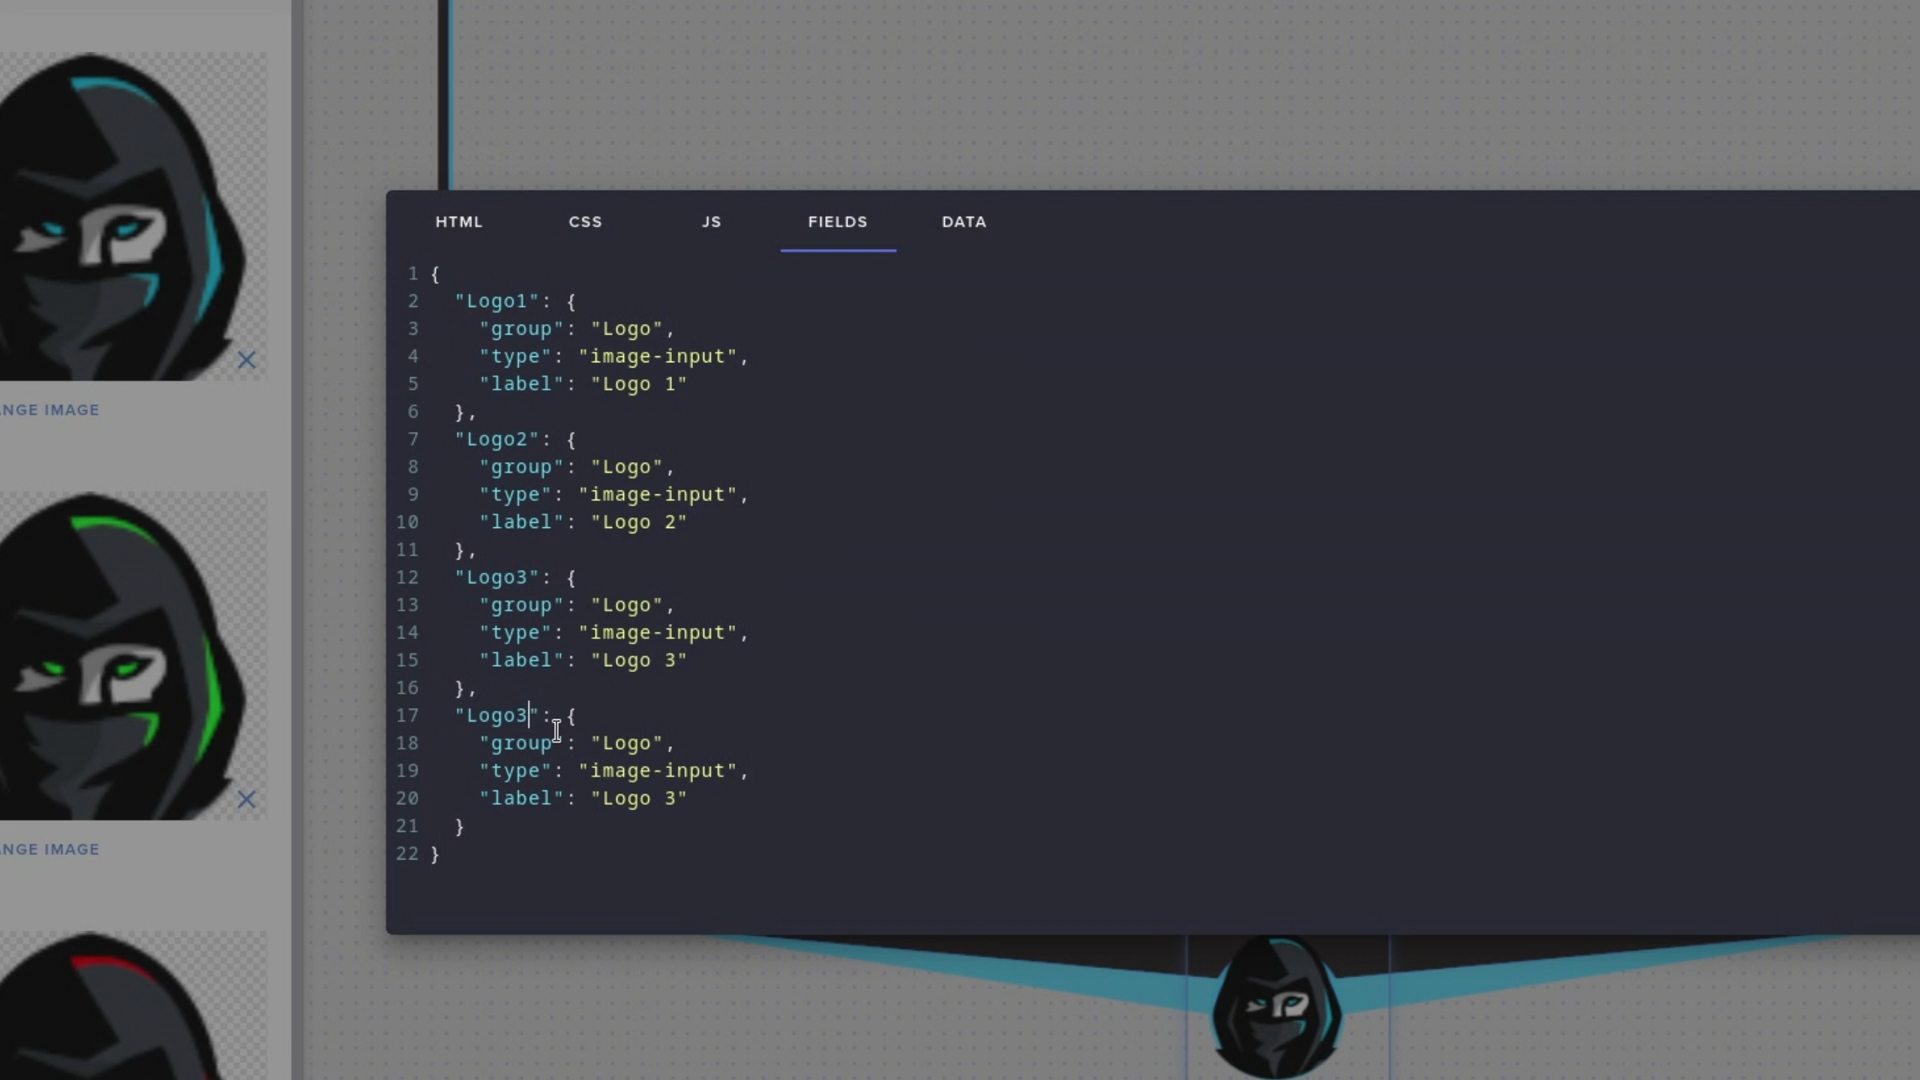 HTML CSS JS FIELDS DATA
1 {
2 "Logo1": {
3 "group": "Logo",
4 "type": "image-input",
5 "label": "Logo 1"
6 },
7 "Logo2": {
8 "group": "Logo",
9 "type": "image-input",
10 "label": "Logo 2"
11 },
12 "Logo3": {
13 "group": "Logo",
14 "type": "image-input",
15 "label": "Logo 3"
16 },
17 "Logo3": {
18 "group": "Logo",
19 "type": "image-input",
20 "label": "Logo 3"
21 }
22 }
NGE IMAGE
NGE IMAGE